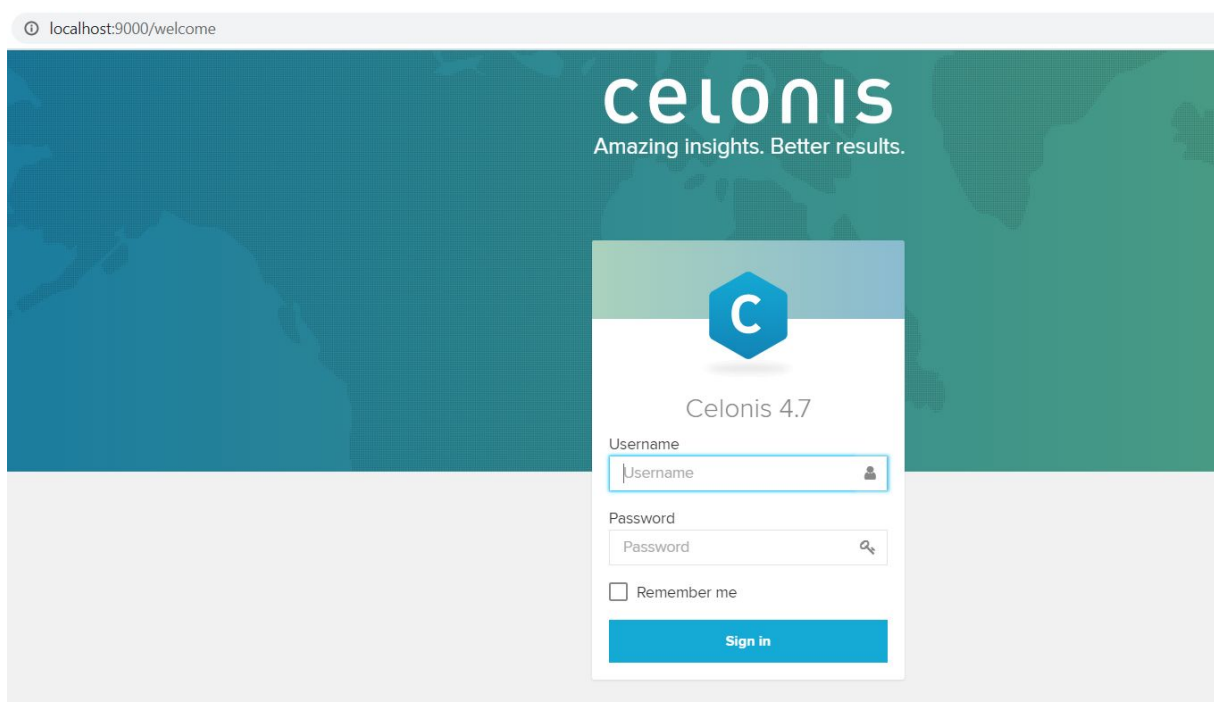 localhost:9000/welcome
celonis
Amazing insights. Better results.
C
Celonis 4.7
Username
Username
Password
Password
Remember me
Sign in